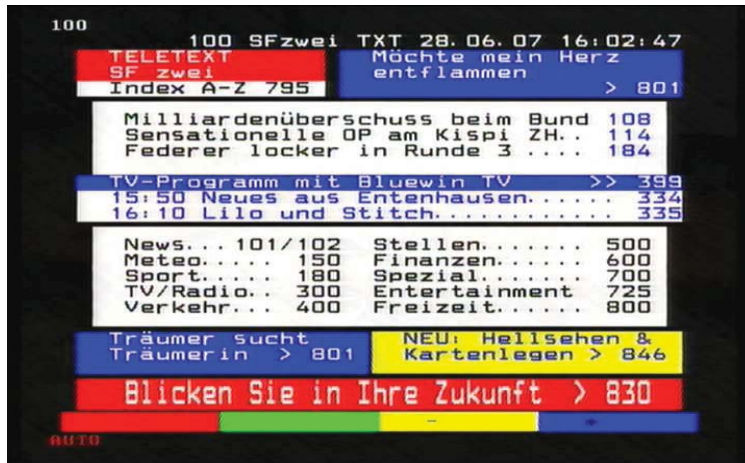 100
100 SFzwei TXT 28.06.07 16:02:47
TELETEXT
SF zwei
Index A-Z 795
Möchte mein Herz
entflammen
> 801
Milliardenüberschuss beim Bund 108
Sensationelle OP am Kispi ZH.. 114
Federer locker in Runde 3 .... 184
TV-Programm mit Bluewin TV >> 399
15:50 Neues aus Entenhausen...... 334
16:10 Lilo und Stitch............ 335
News... 101/102 Stellen........ 500
Meteo..... 150 Finanzen....... 600
Sport..... 180 Spezial........ 700
TV/Radio.. 300 Entertainment 725
Verkehr... 400 Freizeit....... 800
Träumer sucht
Träumerin > 801
NEU: Hellsehen &
Kartenlegen > 846
Blicken Sie in Ihre Zukunft > 830
- +
AUTO